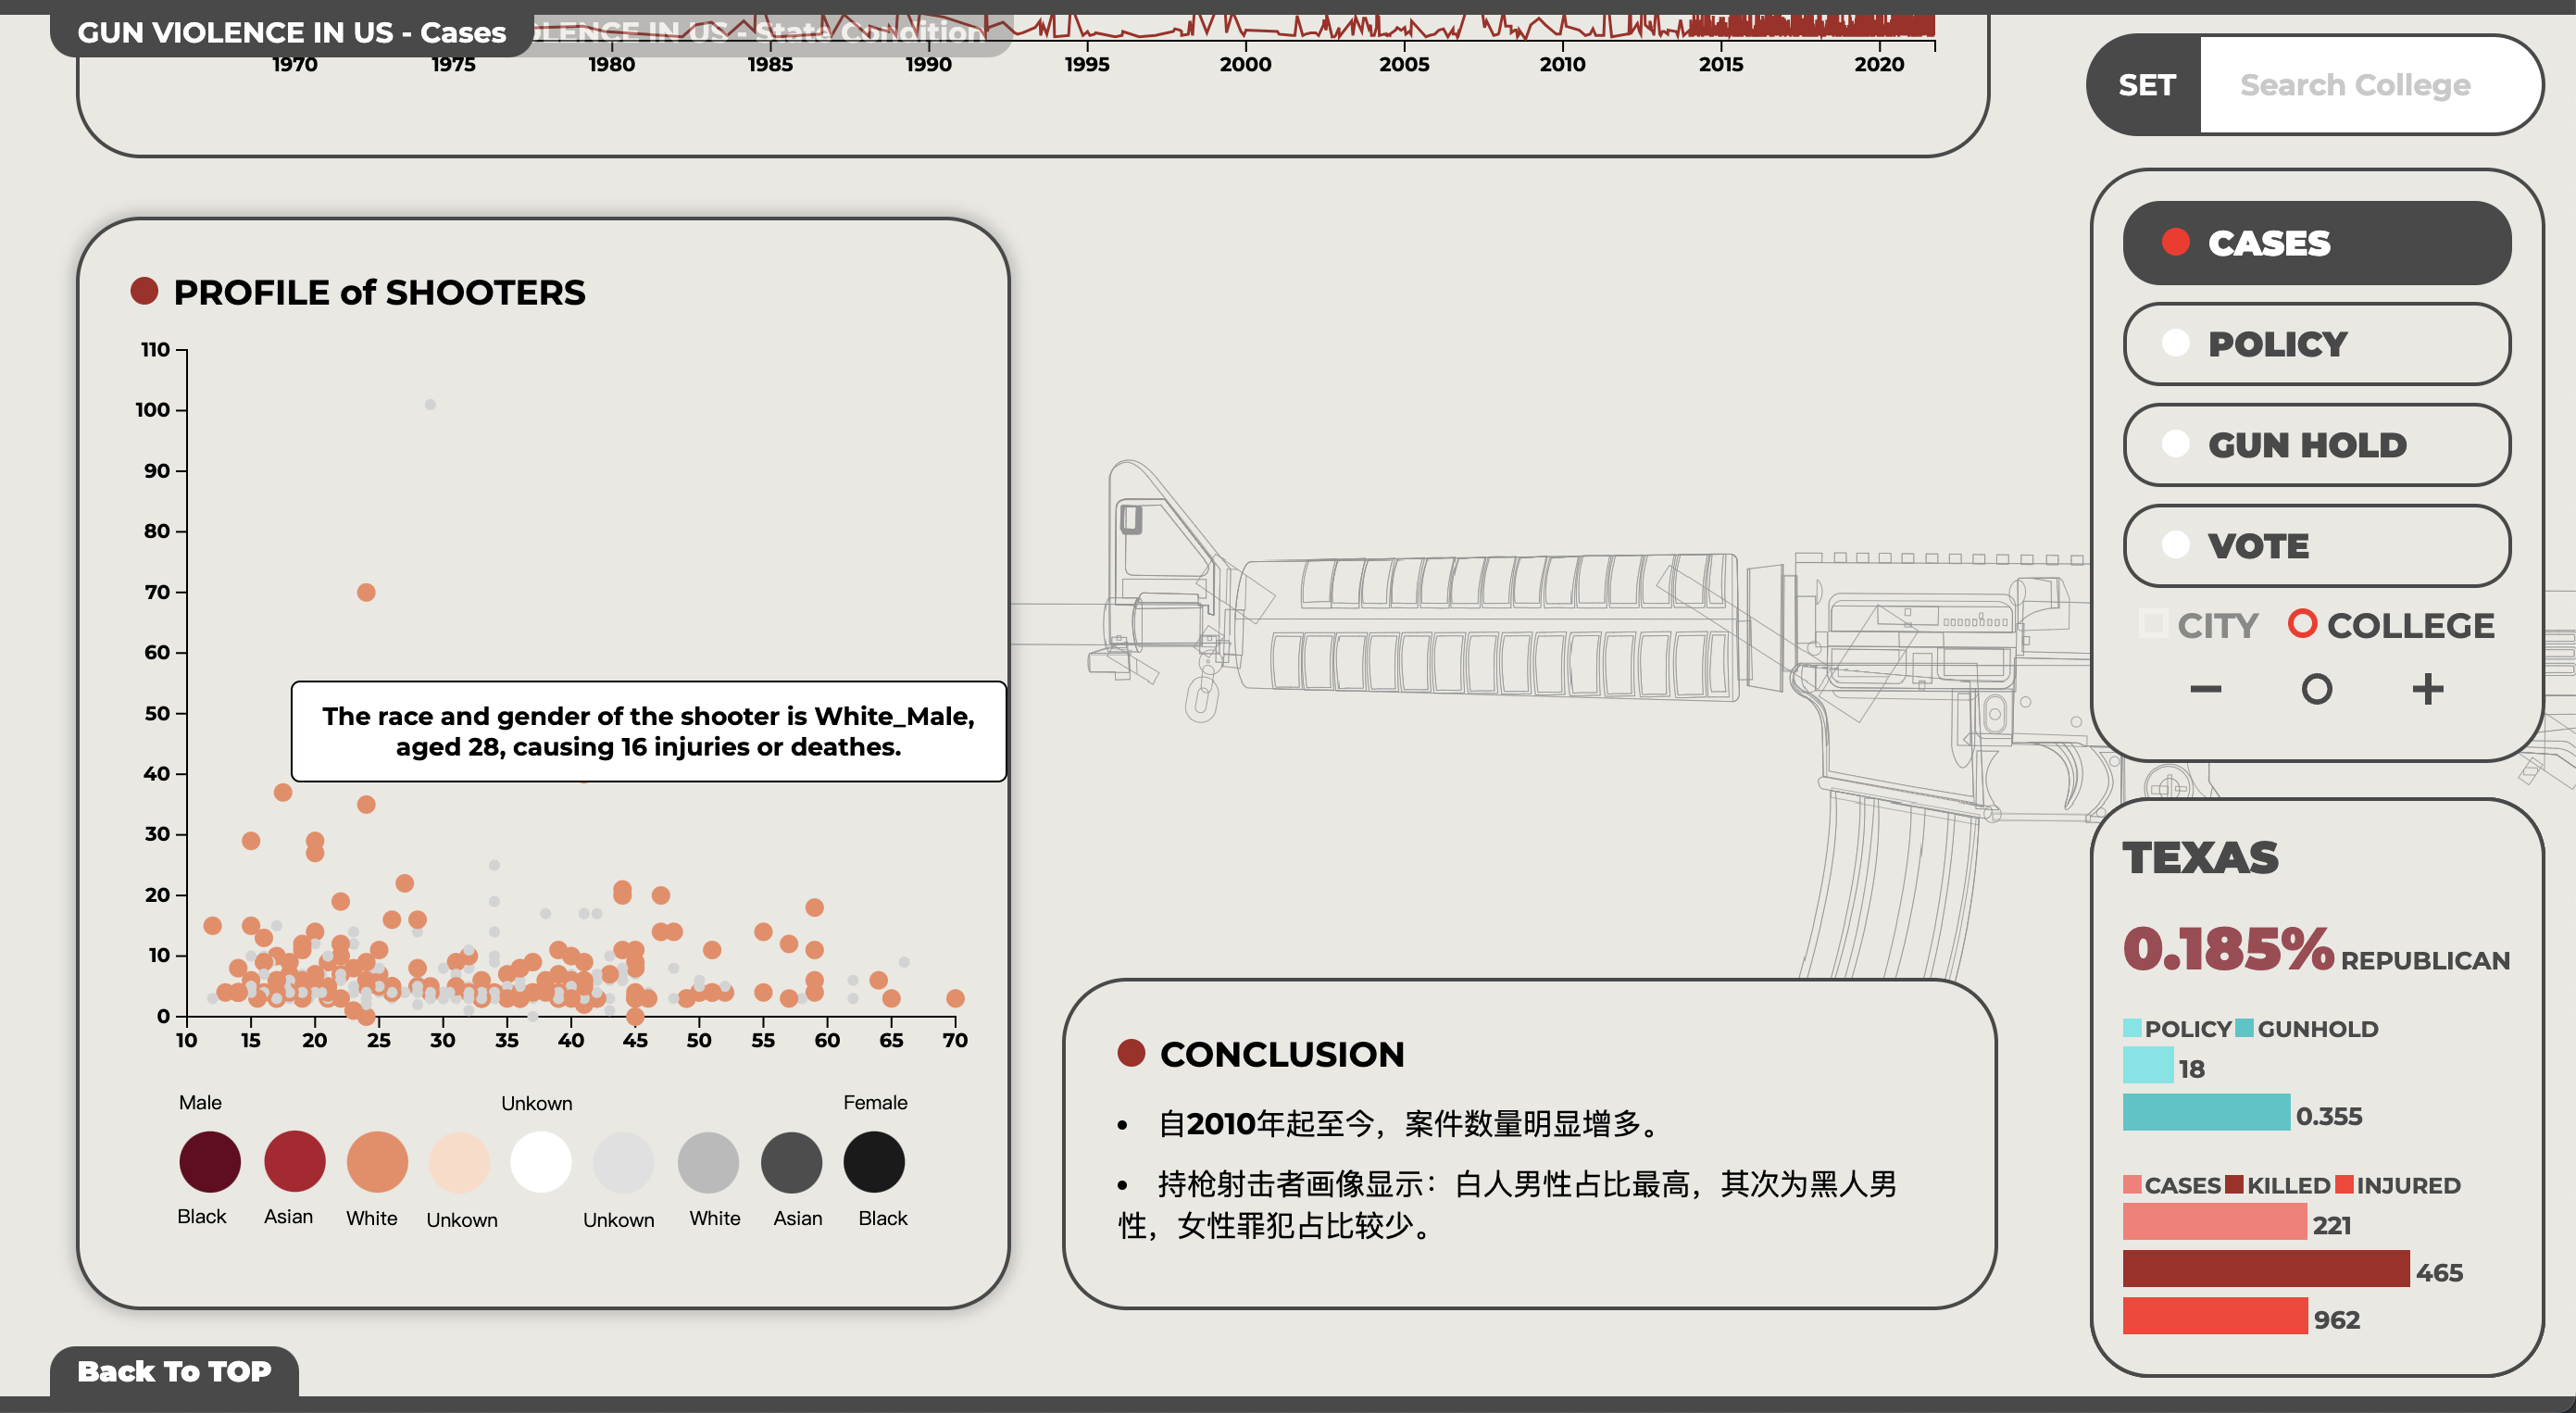 GUN VIOLENCE IN US - Cases
LENCE IN US - State Condition
1970 1975 1980 1985 1990 1995 2000 2005 2010 2015 2020
SET Search College
CASES
POLICY
GUN HOLD
VOTE
CITY COLLEGE
PROFILE of SHOOTERS
110
100
90
80
70
60
50
40
30
20
10
0
10 15 20 25 30 35 40 45 50 55 60 65 70
The race and gender of the shooter is White_Male,
aged 28, causing 16 injuries or deathes.
Male Unkown Female
Black Asian White Unkown Unkown White Asian Black
CONCLUSION
• 自2010年起至今，案件数量明显增多。
• 持枪射击者画像显示：白人男性占比最高，其次为黑人男
性，女性罪犯占比较少。
TEXAS
0.185% REPUBLICAN
POLICY GUNHOLD
18
0.355
CASES KILLED INJURED
221
465
962
Back To TOP